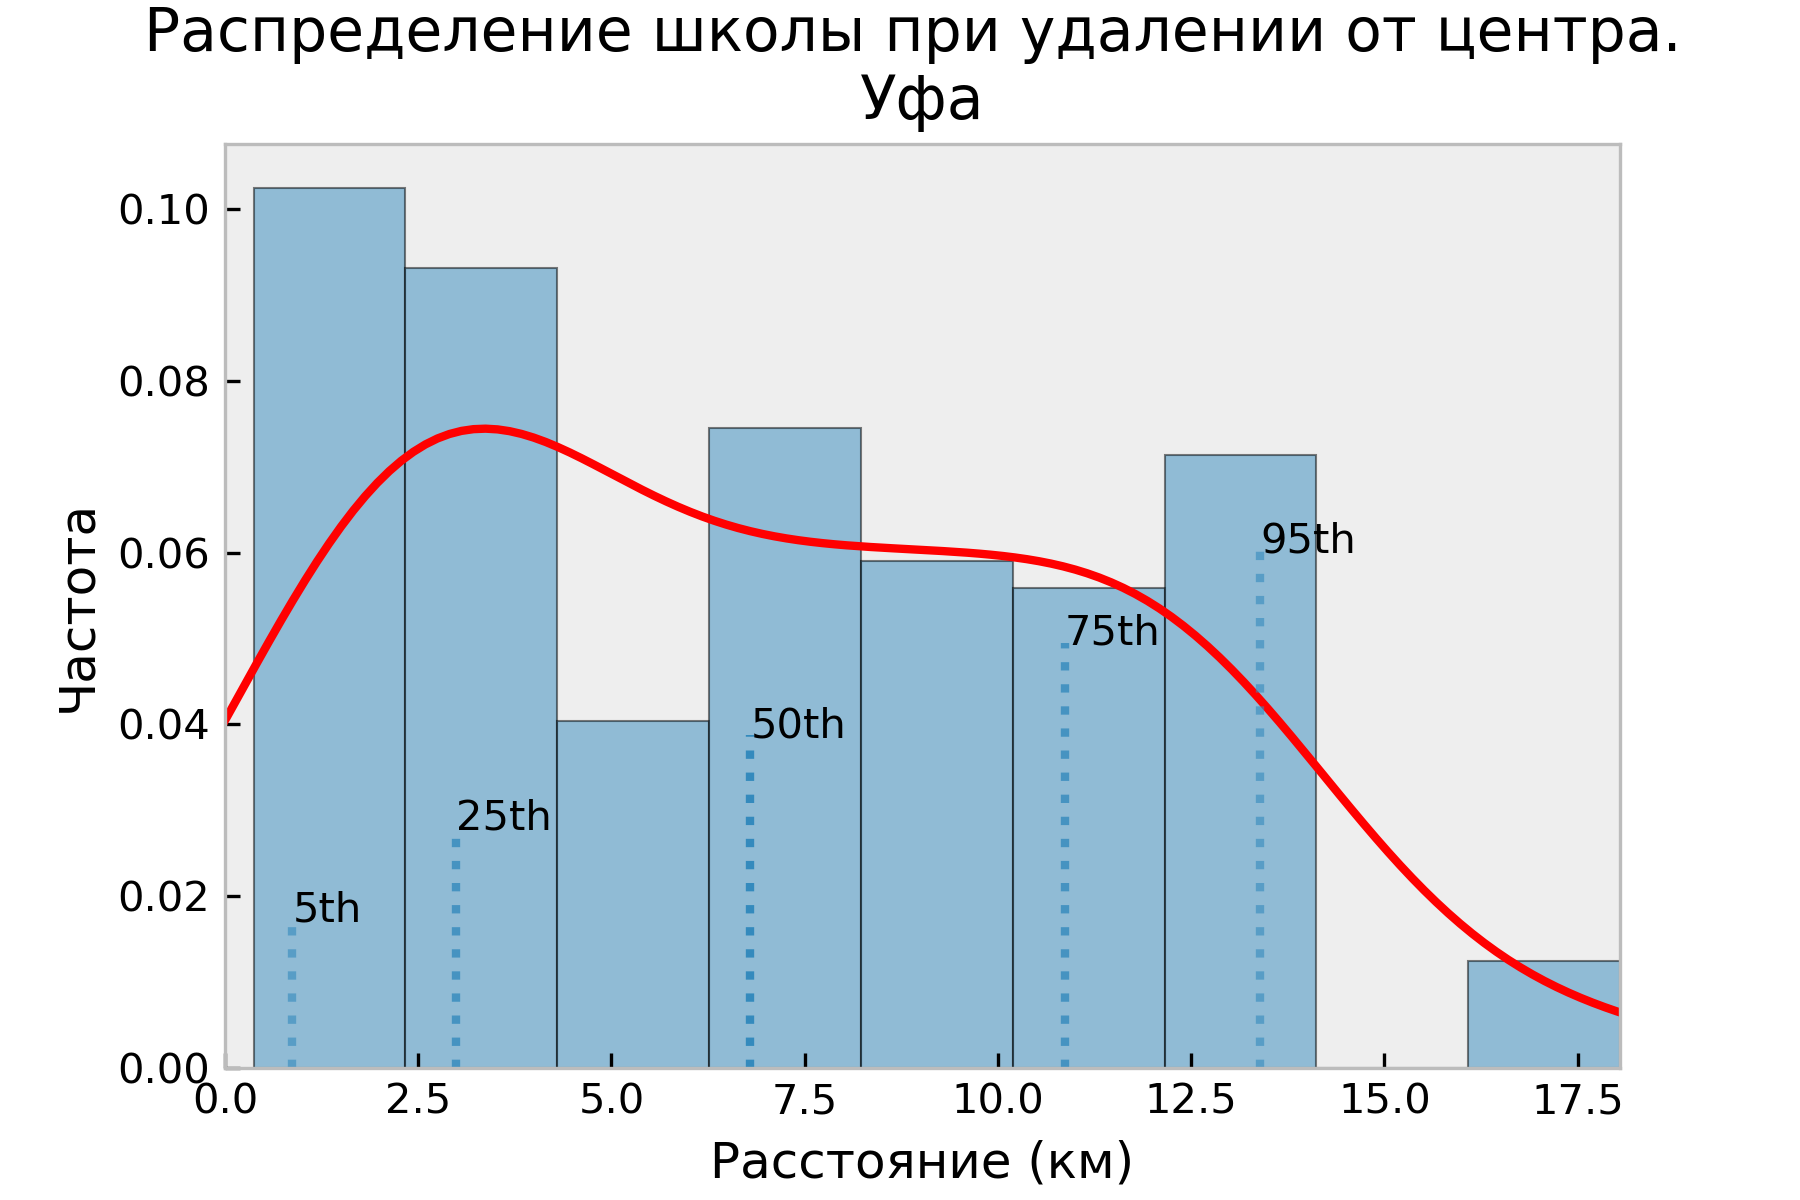 Распределение школы при удалении от центра.
Уфа
0.10
0.08
0.06
0.04
0.02
0.00
Частота
5th
25th
50th
75th
95th
0.0 2.5 5.0 7.5 10.0 12.5 15.0 17.5
Расстояние (км)